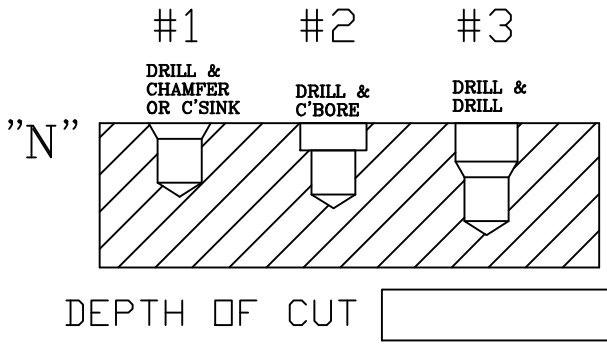 #1 #2 #3
DRILL &
CHAMFER
OR C'SINK
DRILL &
C'BORE
DRILL &
DRILL
"N"
DEPTH OF CUT